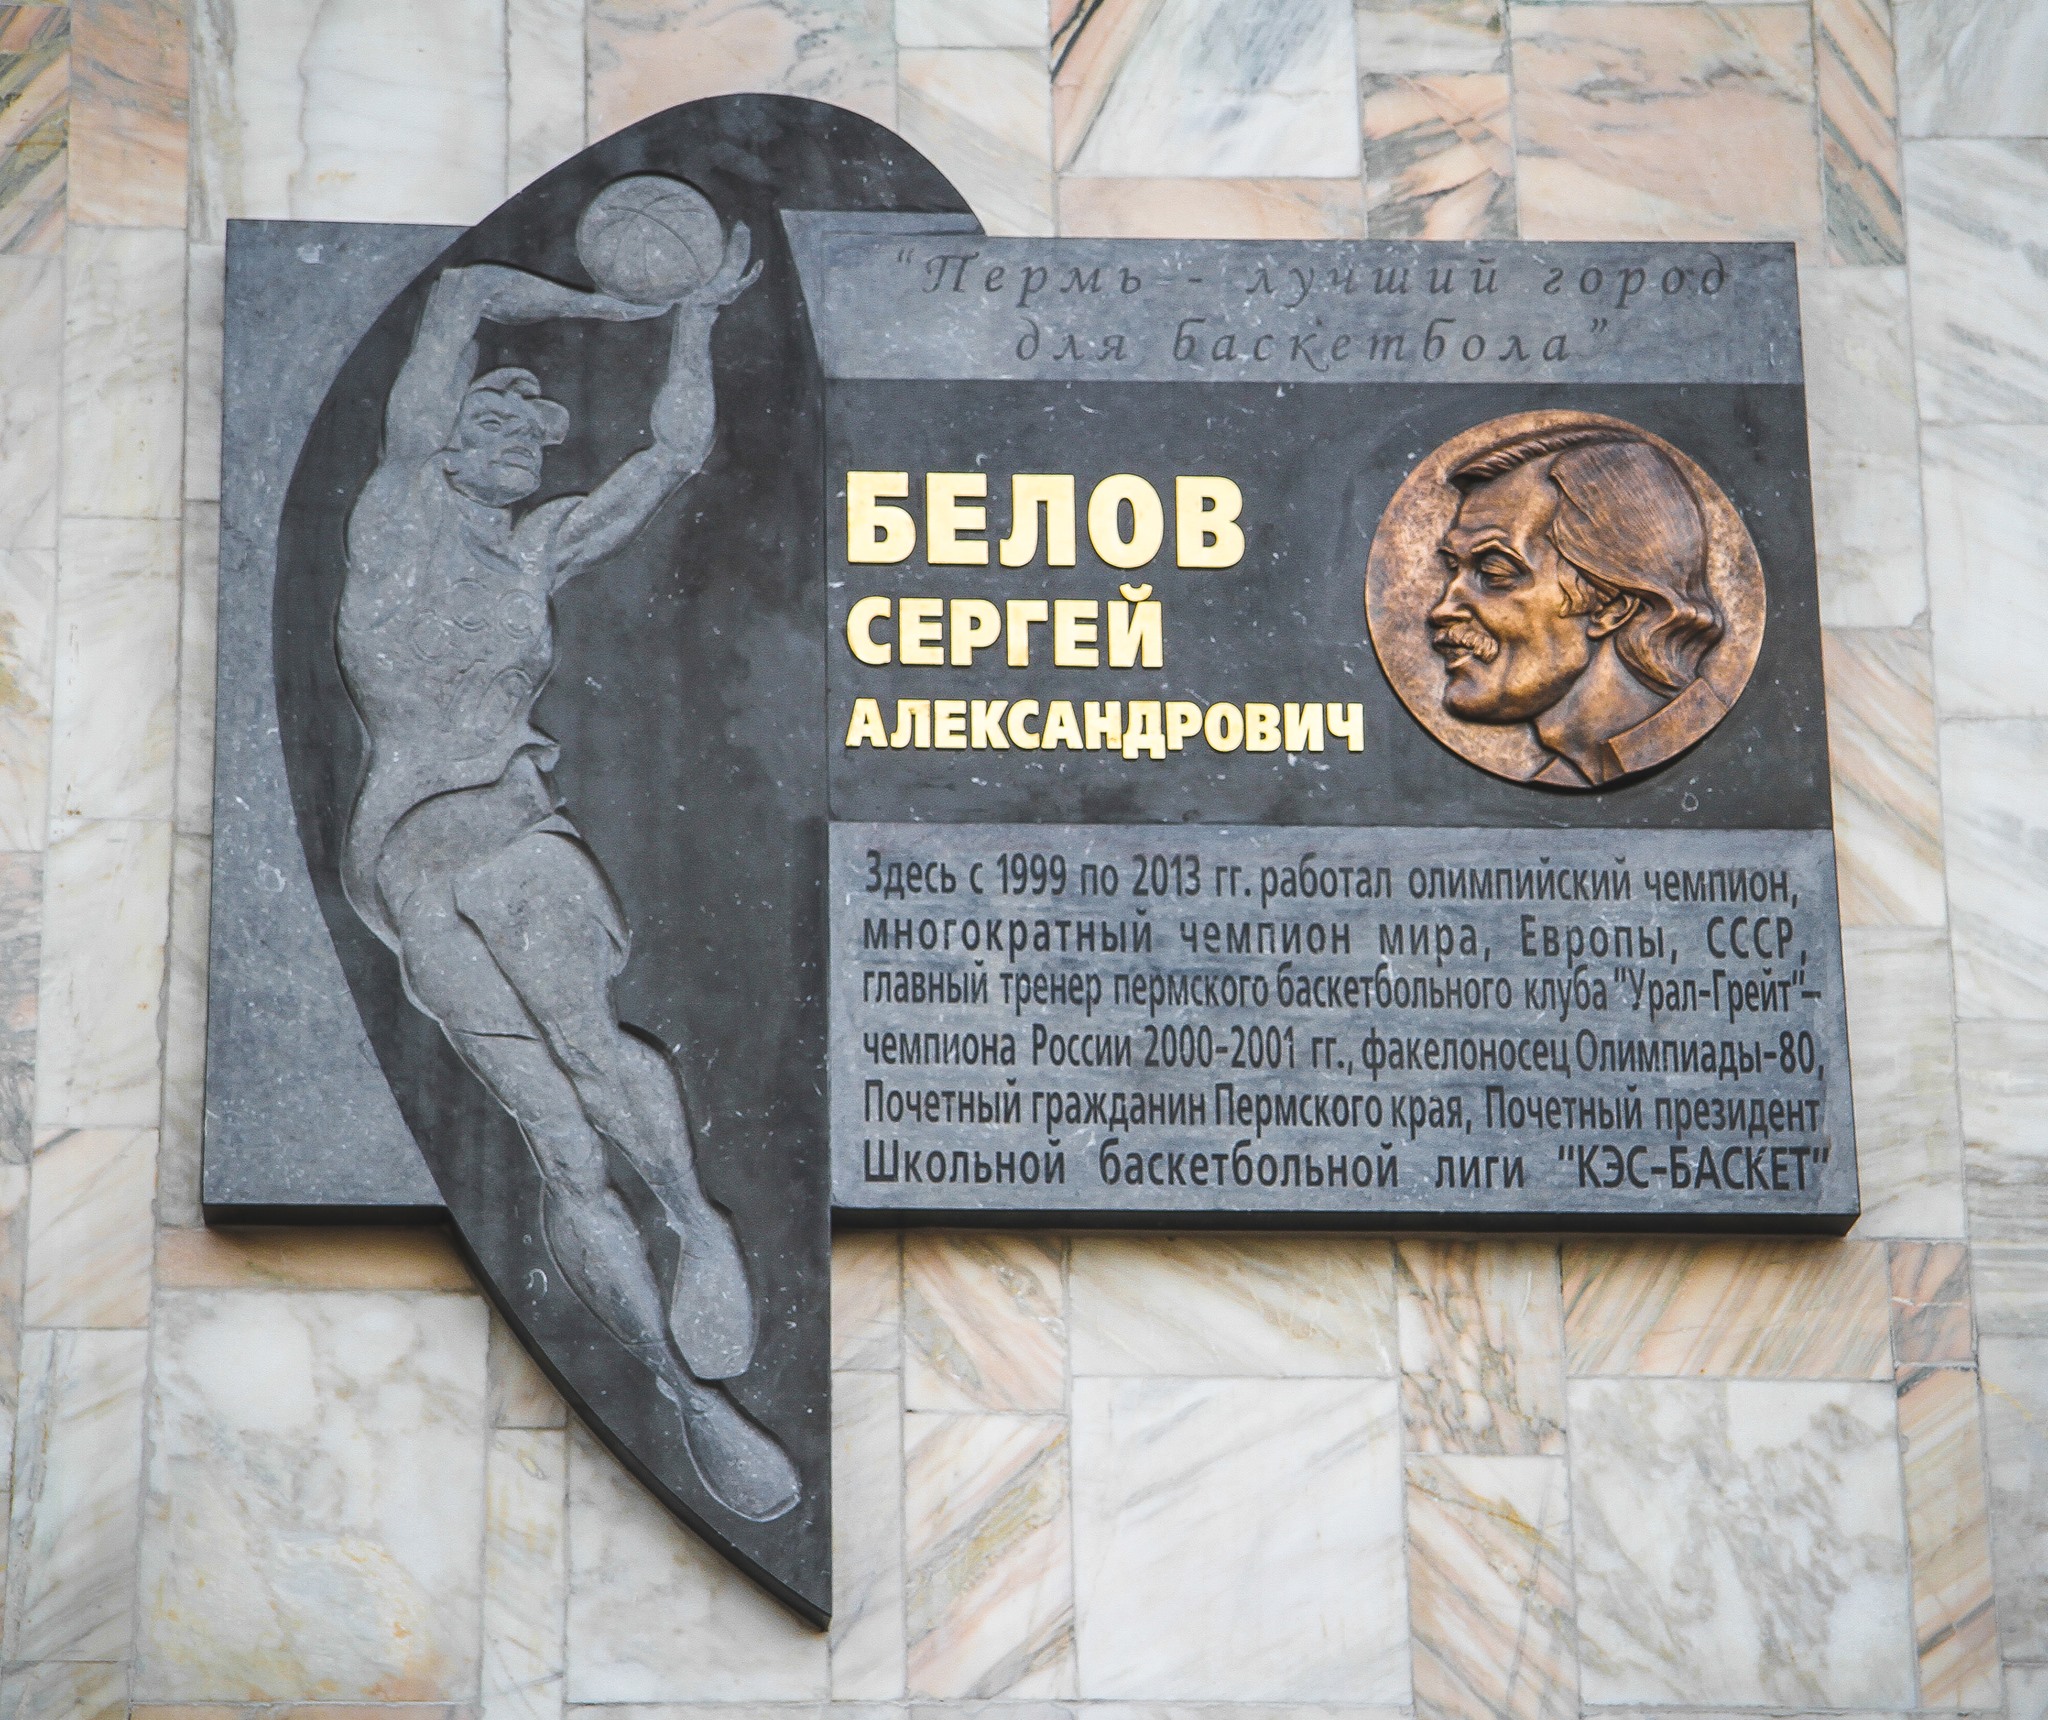 "Пермь - лучший город
для баскетбола"
БЕЛОВ
СЕРГЕЙ
АЛЕКСАНДРОВИЧ
Здесь с 1999 по 2013 гг. работал олимпийский чемпион,
многократный чемпион мира, Европы, СССР,
главный тренер пермского баскетбольного клуба "Урал-Грейт"-
чемпиона России 2000-2001 гг., факелоносец Олимпиады-80,
Почетный гражданин Пермского края, Почетный президент
Школьной баскетбольной лиги "КЭС-БАСКЕТ"